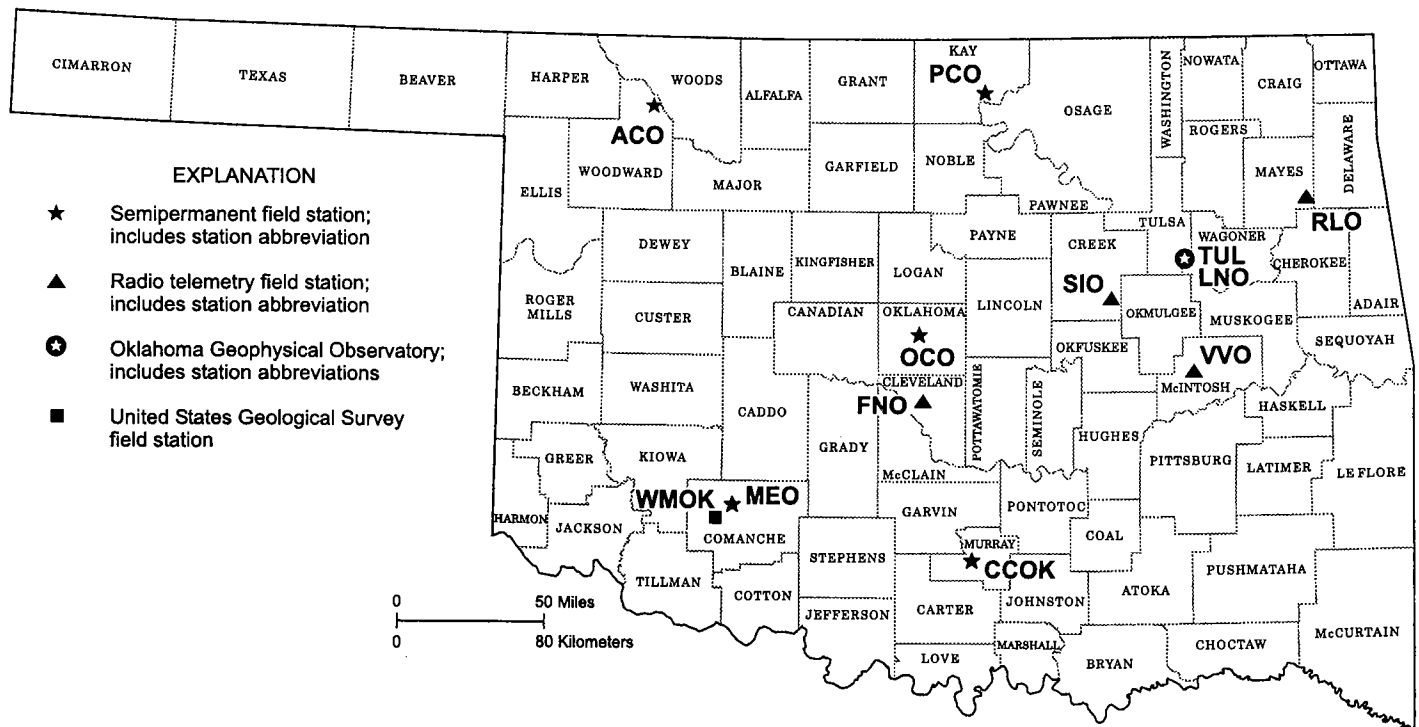 CIMARRON
TEXAS
BEAVER
HARPER
WOODS
ALFALFA
GRANT
KAY
PCO
OSAGE
WASHINGTON
NOWATA
CRAIG
OTTAWA
ACO
WOODWARD
MAJOR
GARFIELD
NOBLE
PAWNEE
ROGERS
MAYES
DELAWARE
RLO
EXPLANATION
Semipermanent field station;
includes station abbreviation
Radio telemetry field station;
includes station abbreviation
Oklahoma Geophysical Observatory;
includes station abbreviations
United States Geological Survey
field station
ELLIS
DEWEY
BLAINE
KINGFISHER
LOGAN
PAYNE
CREEK
TULSA
WAGONER
TUL
LNO
CHEROKEE
ADAIR
ROGER
MILLS
CUSTER
CANADIAN
OKLAHOMA
OCO
LINCOLN
SIO
OKMULGEE
MUSKOGEE
SEQUOYAH
BECKHAM
WASHITA
CADDO
GRADY
CLEVELAND
FNO
POTTAWATOMIE
SEMINOLE
OKFUSKEE
VVO
McINTOSH
HASKELL
GREER
KIOWA
McCLAIN
HUGHES
PITTSBURG
LATIMER
LEFLORE
HARMON
JACKSON
WMOK
MEO
COMANCHE
GARVIN
PONTOTOC
COAL
TILLMAN
COTTON
STEPHENS
MURRAY
CCOK
JOHNSTON
ATOKA
PUSHMATAHA
JEFFERSON
CARTER
LOVE
MARSHALL
BRYAN
CHOCTAW
McCURTAIN
0 50 Miles
0 80 Kilometers